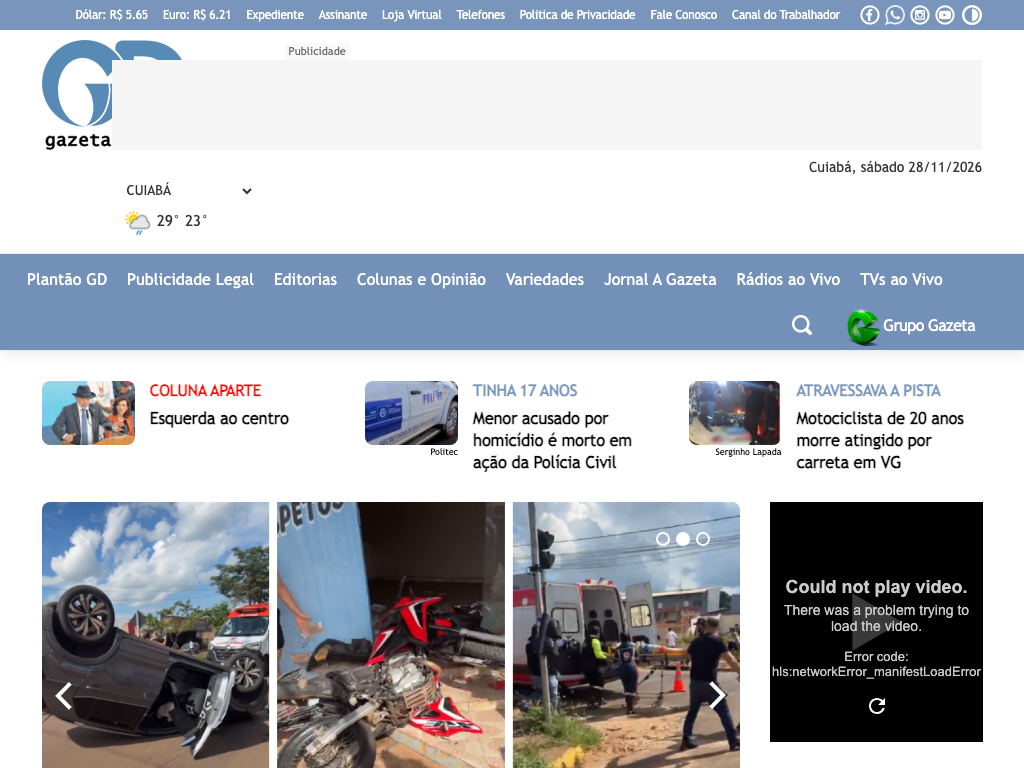 Dólar: R$ 5.65 Euro: R$ 6.21 Expediente Assinante Loja Virtual Telefones Politica de Privacidade Fale Conosco Canal do Trabalhador
Publicidade
gazeta
Cuiabá, sábado 28/11/2026
CUIABÁ
29° 23°
Plantão GD Publicidade Legal Editorias Colunas e Opinião Variedades Jornal A Gazeta Rádios ao Vivo TVs ao Vivo
Grupo Gazeta
COLUNA APARTE
Esquerda ao centro
Politec
TINHA 17 ANOS
Menor acusado por
homicídio é morto em
ação da Polícia Civil
Serginho Lapada
ATRAVESSAVA A PISTA
Motociclista de 20 anos
morre atingido por
carreta em VG
Could not play video.
There was a problem trying to
load the video.
Error code:
hls:networkError_manifestLoadError